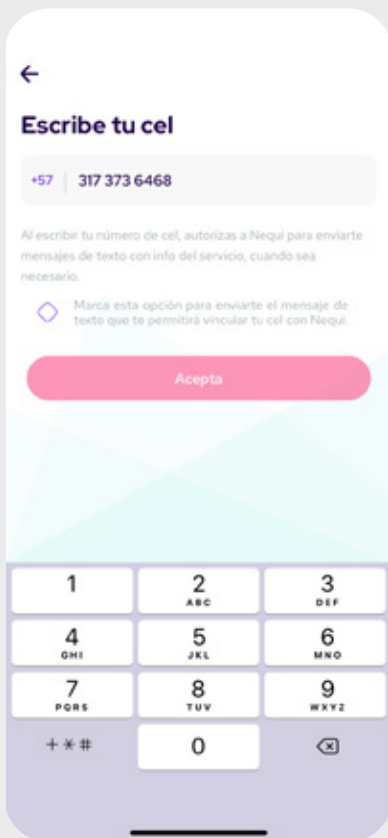 Escribe tu cel
+57 317 373 6468
Al escribir tu número de cel, autorizas a Nequi para enviarte
mensajes de texto con info del servicio, cuando sea
necesario.
Marca esta opción para enviarte el mensaje de
texto que te permitirá vincular tu cel con Nequi.
Acepta
1 2 3
ABC DEF
4 5 6
GHI JKL MNO
7 8 9
PQRS TUV WXYZ
+*# 0